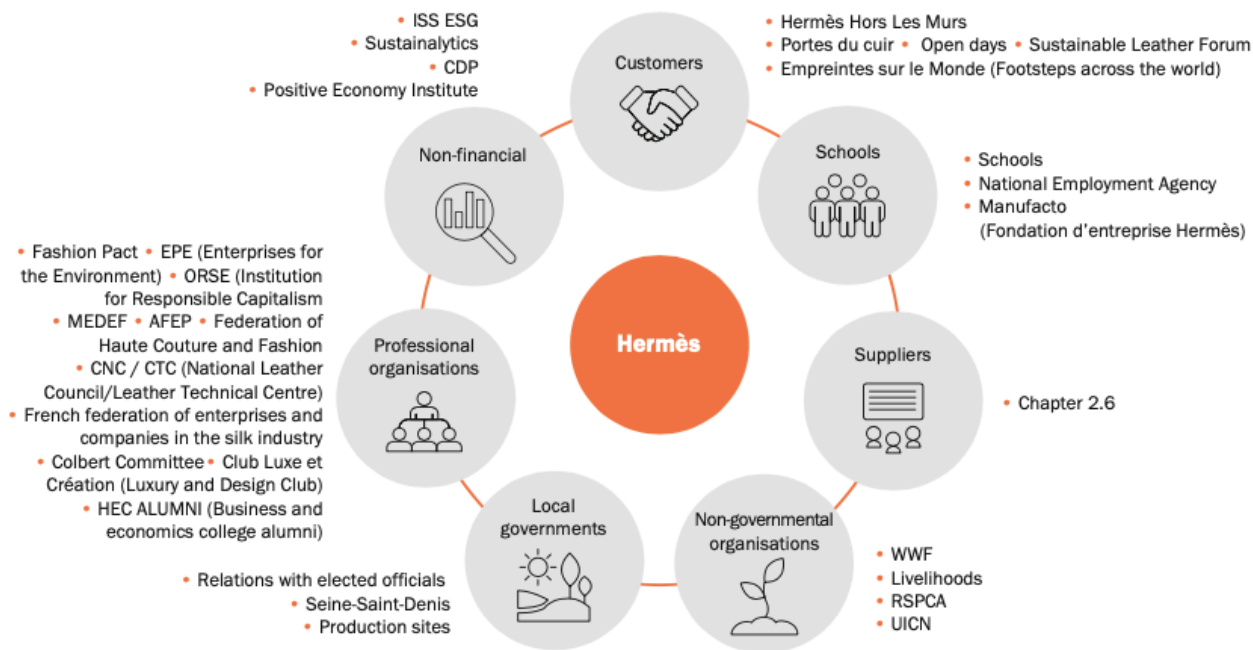 • ISS ESG
• Sustainalytics
• CDP
• Positive Economy Institute
Customers
• Hermès Hors Les Murs
• Portes du cuir • Open days • Sustainable Leather Forum
• Empreintes sur le Monde (Footsteps across the world)
Non-financial
Schools
• Schools
• National Employment Agency
• Manufacto
(Fondation d'entreprise Hermès)
• Fashion Pact • EPE (Enterprises for
the Environment) • ORSE (Institution
for Responsible Capitalism
• MEDEF • AFEP • Federation of
Haute Couture and Fashion
• CNC / CTC (National Leather
Council/Leather Technical Centre)
• French federation of enterprises and
companies in the silk industry
• Colbert Committee • Club Luxe et
Création (Luxury and Design Club)
• HEC ALUMNI (Business and
economics college alumni)
Professional
organisations
Hermès
Suppliers
• Chapter 2.6
Local
governments
• Relations with elected officials
• Seine-Saint-Denis
• Production sites
Non-governmental
organisations
• WWF
• Livelihoods
• RSPCA
• UICN